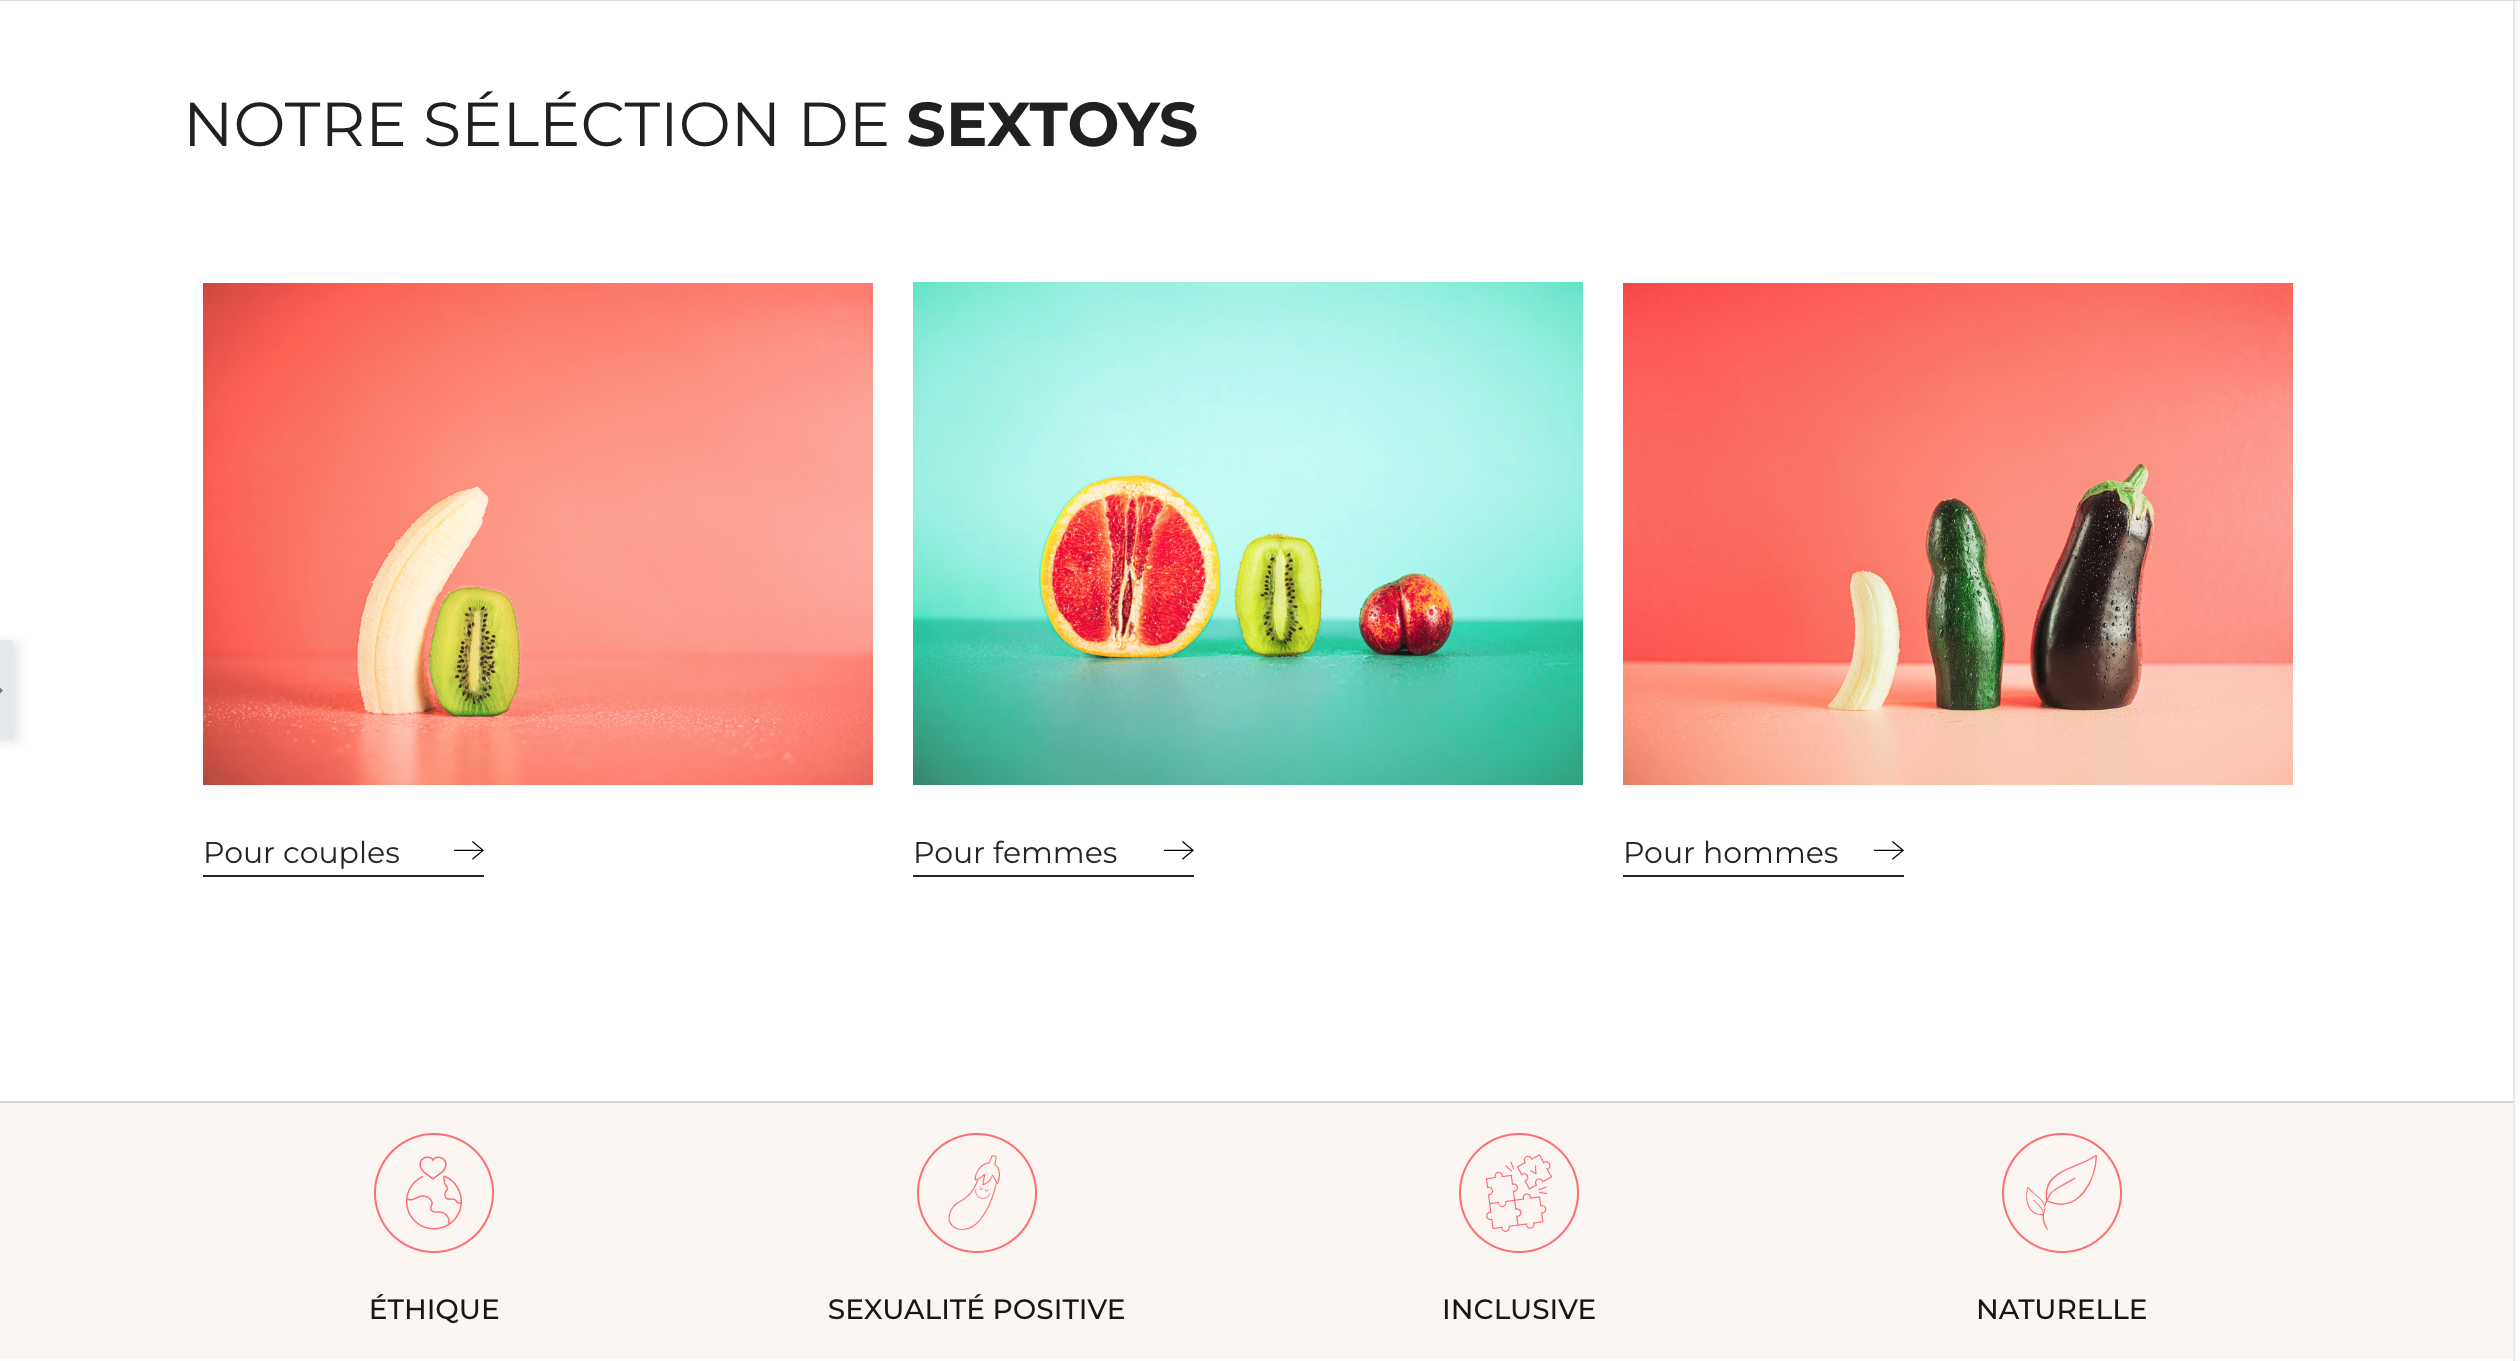 NOTRE SÉLÉCTION DE SEXTOYS
Pour couples
Pour femmes
Pour hommes
ÉTHIQUE
SEXUALITÉ POSITIVE
INCLUSIVE
NATURELLE